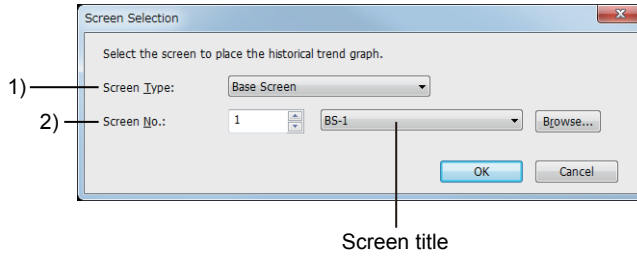 Screen Selection
Select the screen to place the historical trend graph.
1) Screen Type: Base Screen
2) Screen No.: 1 BS-1 Browse...
OK Cancel
Screen title